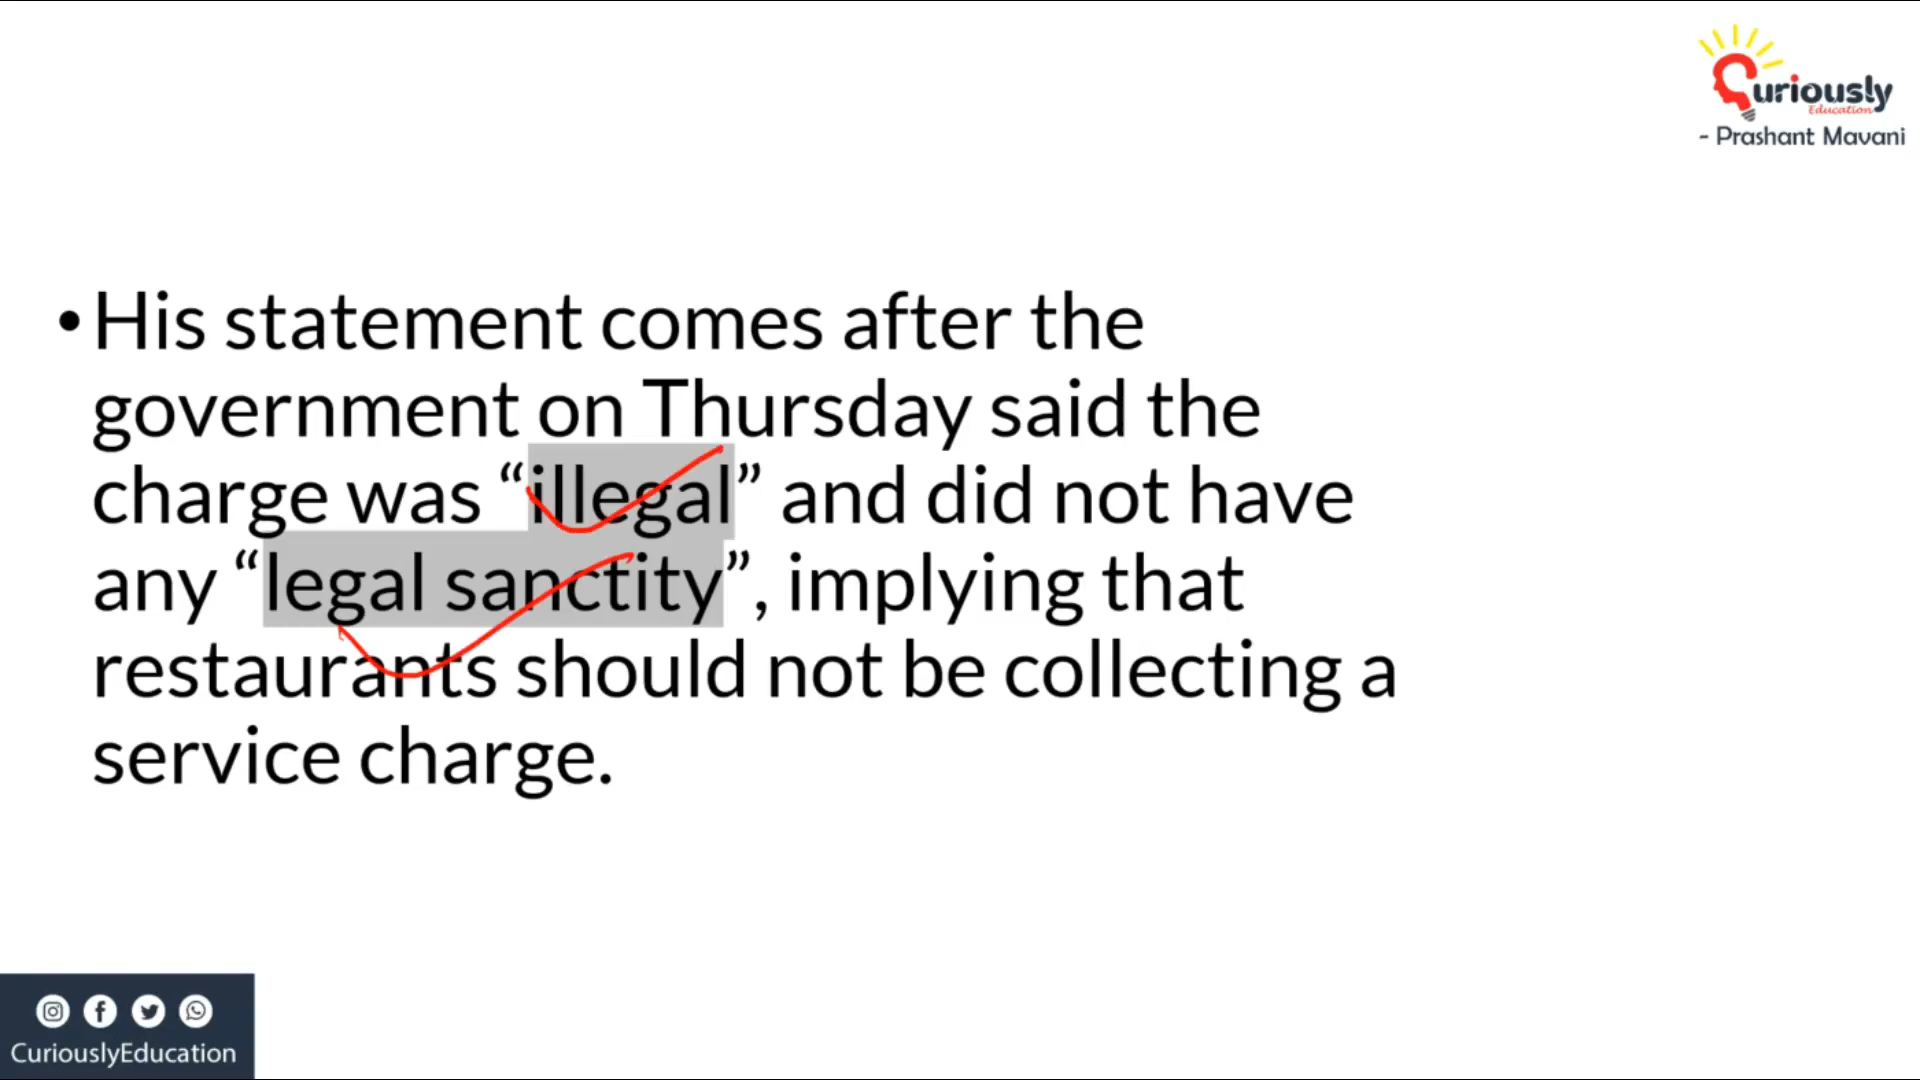 Curiously
Education
- Prashant Mavani
•His statement comes after the
government on Thursday said the
charge was “illegal” and did not have
any “legal sanctity”, implying that
restaurants should not be collecting a
service charge.
CuriouslyEducation